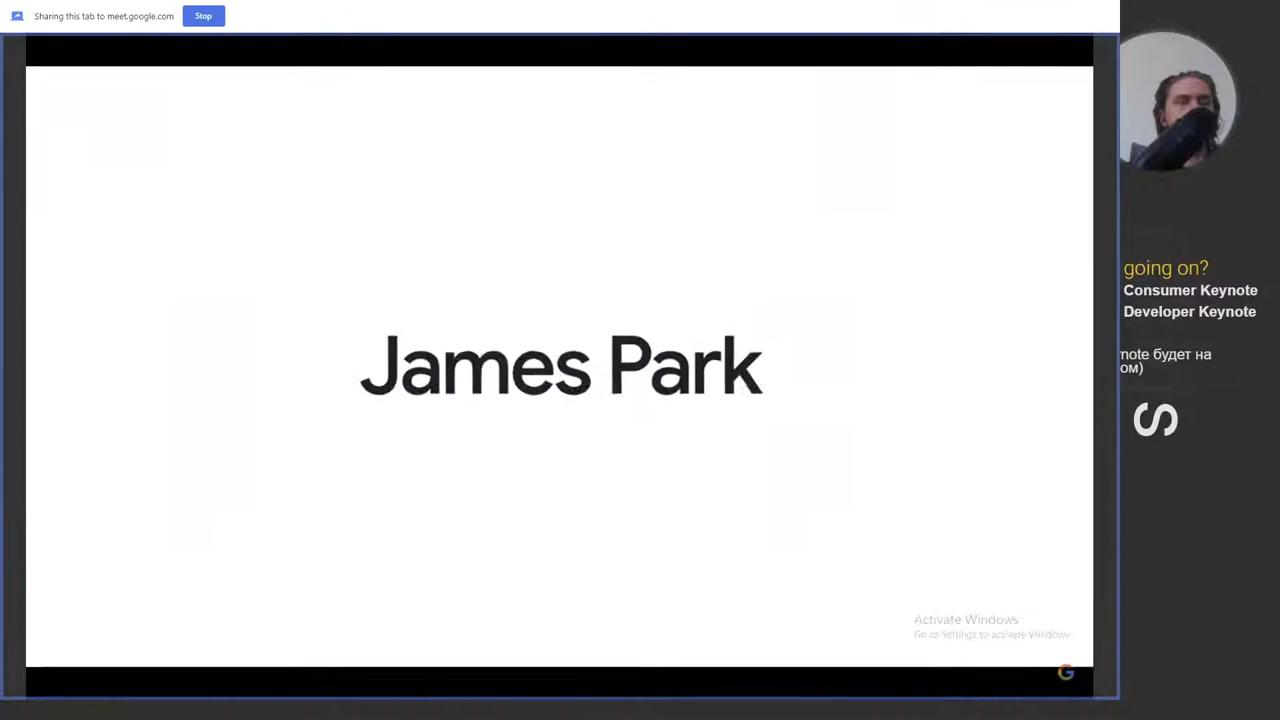 Sharing this tab to meet.google.com
Stop
James Park
going on?
Consumer Keynote
Developer Keynote
note будет на
ом)
S
Activate Windows
Go to Settings to activate Windows
G